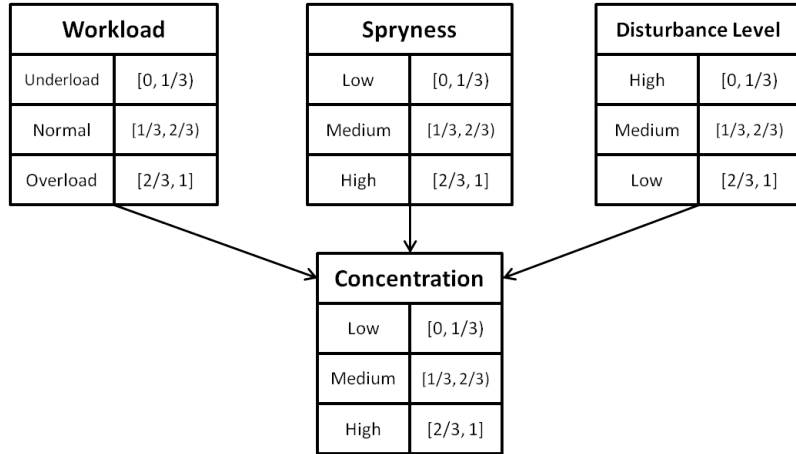 Workload
Underload [0, 1/3)
Normal [1/3, 2/3)
Overload [2/3, 1]
Spryness
Low [0, 1/3)
Medium [1/3, 2/3)
High [2/3, 1]
Disturbance Level
High [0, 1/3)
Medium [1/3, 2/3)
Low [2/3, 1]
Concentration
Low [0, 1/3)
Medium [1/3, 2/3)
High [2/3, 1]